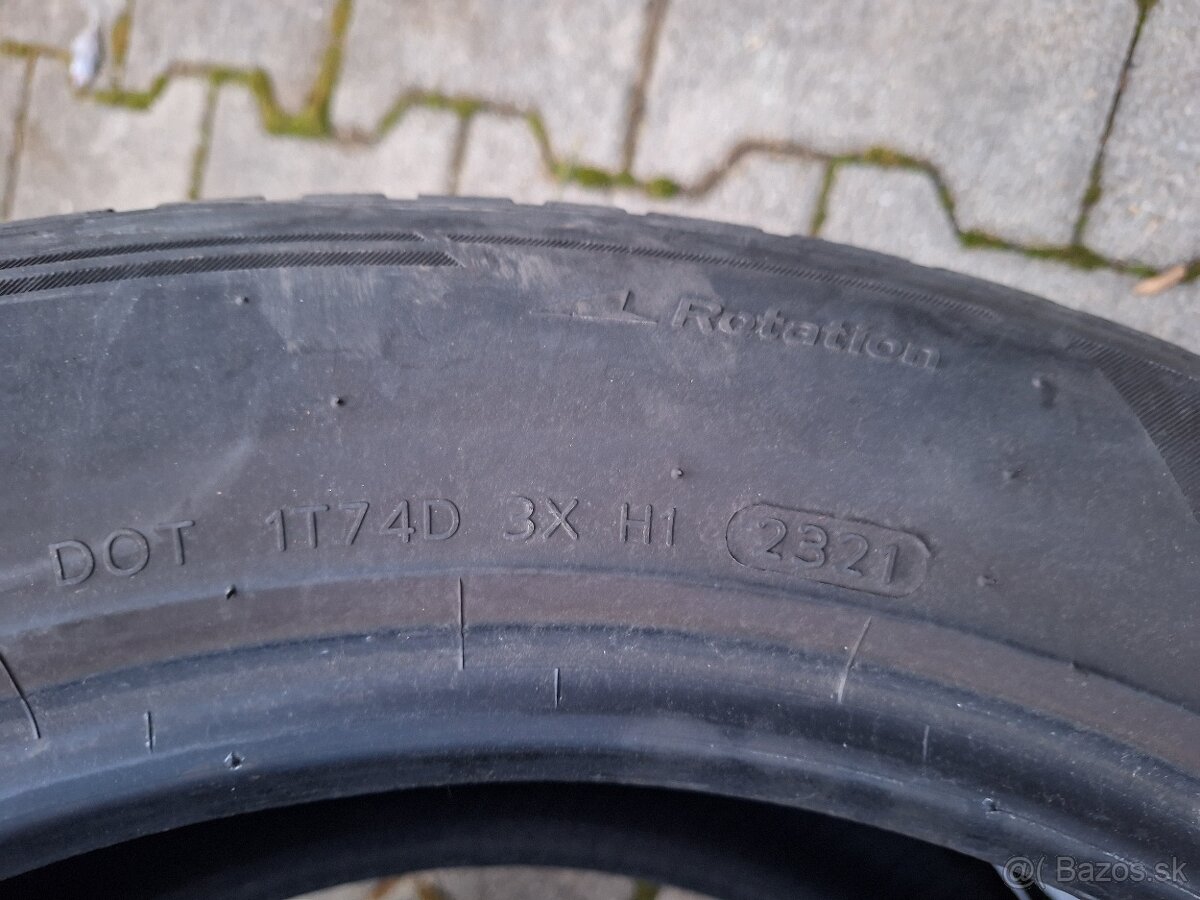 Rotation
DOT 1T74D 3X H1 2321
Bazos.sk